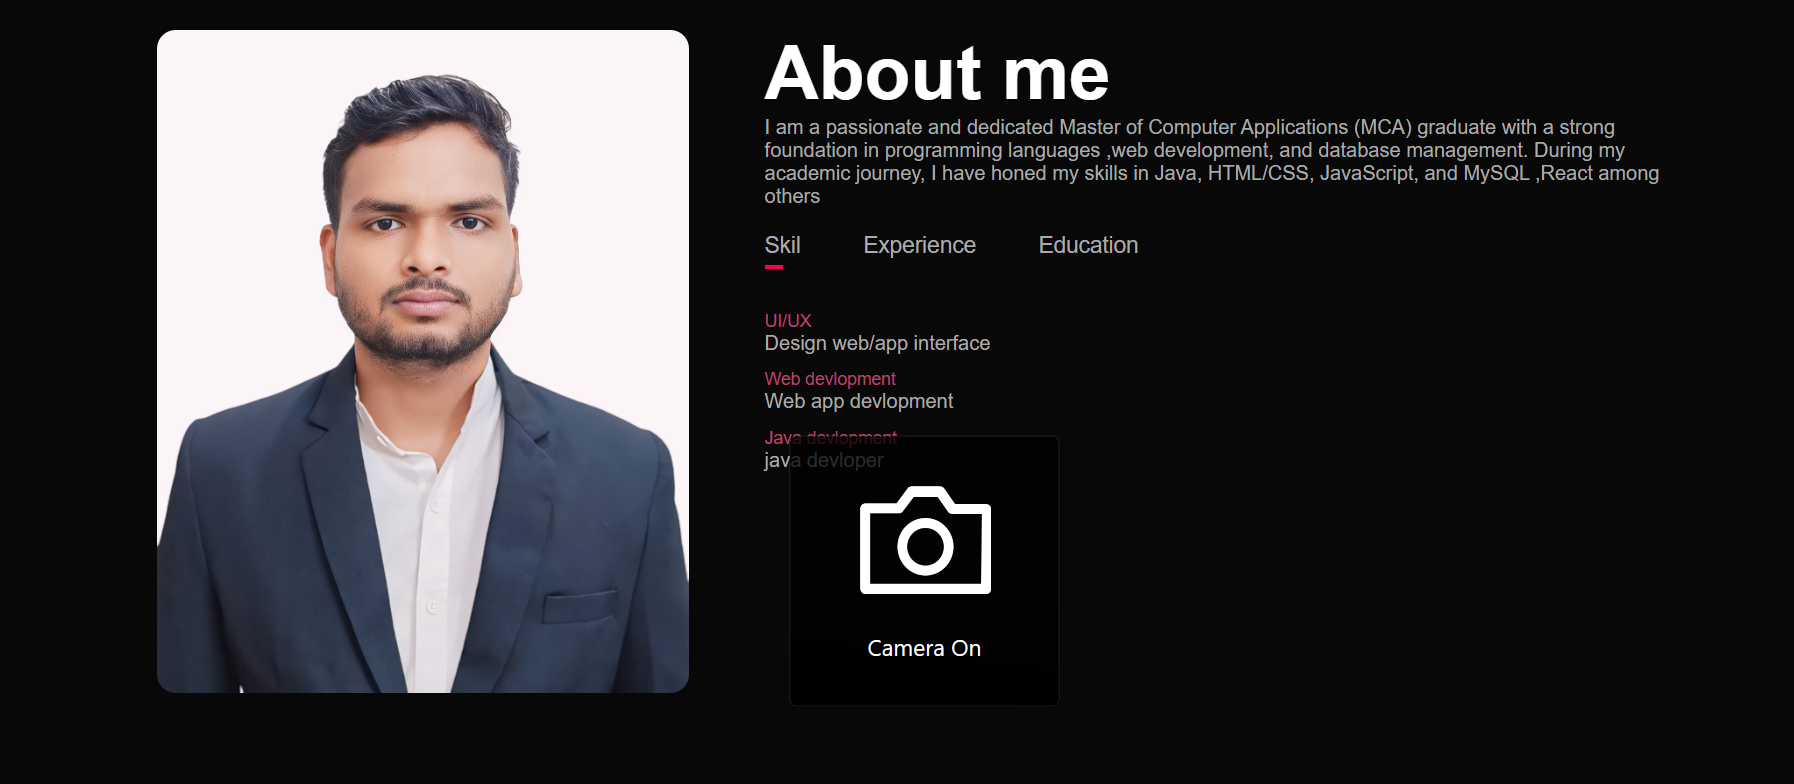 About me
I am a passionate and dedicated Master of Computer Applications (MCA) graduate with a strong
foundation in programming languages ,web development, and database management. During my
academic journey, I have honed my skills in Java, HTML/CSS, JavaScript, and MySQL ,React among
others
Skil Experience Education
UI/UX
Design web/app interface
Web devlopment
Web app devlopment
Java devlopment
java devloper
Camera On